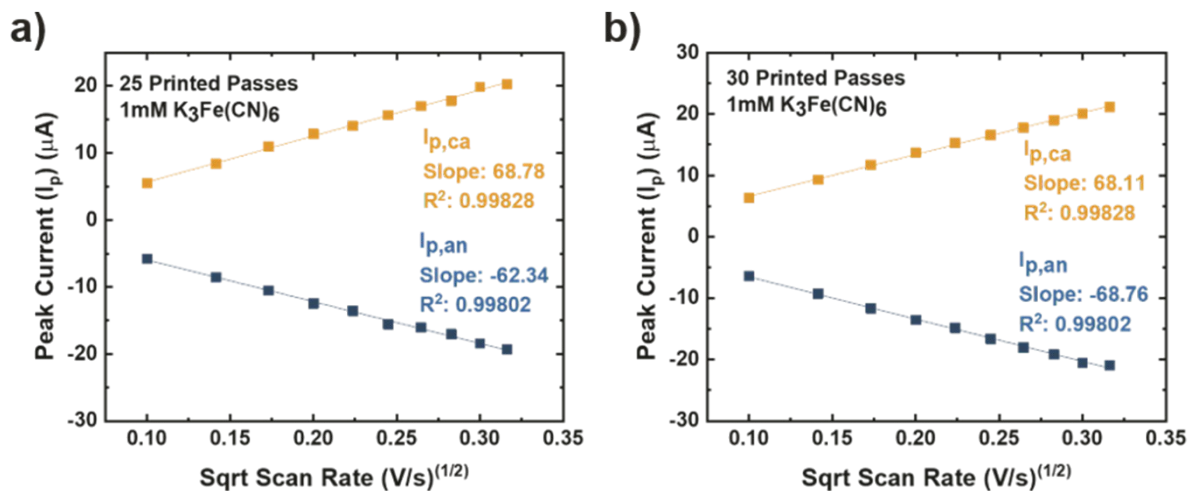 a)
25 Printed Passes
1mM K₃Fe(CN)₆
Iₚ,ca
Slope: 68.78
R²: 0.99828
Iₚ,an
Slope: -62.34
R²: 0.99802
Peak Current (Iₚ) (μA)
20
10
0
-10
-20
-30
0.10
0.15
0.20
0.25
0.30
0.35
Sqrt Scan Rate (V/s)⁽¹/²⁾
b)
30 Printed Passes
1mM K₃Fe(CN)₆
Iₚ,ca
Slope: 68.11
R²: 0.99828
Iₚ,an
Slope: -68.76
R²: 0.99802
Peak Current (Iₚ) (μA)
30
20
10
0
-10
-20
-30
0.10
0.15
0.20
0.25
0.30
0.35
Sqrt Scan Rate (V/s)⁽¹/²⁾